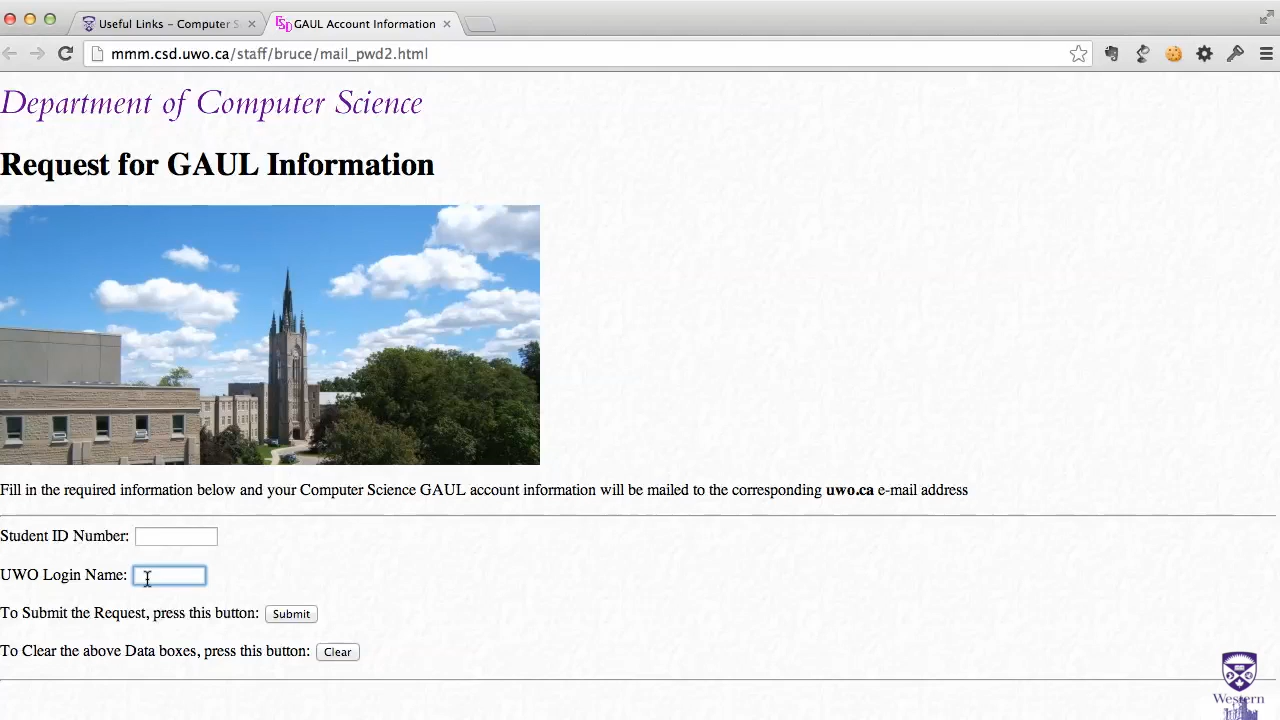 Useful Links - Computer S
GAUL Account Information
mmm.csd.uwo.ca/staff/bruce/mail_pwd2.html
Department of Computer Science
Request for GAUL Information
Fill in the required information below and your Computer Science GAUL account information will be mailed to the corresponding uwo.ca e-mail address
Student ID Number:
UWO Login Name:
To Submit the Request, press this button: Submit
To Clear the above Data boxes, press this button: Clear
Western